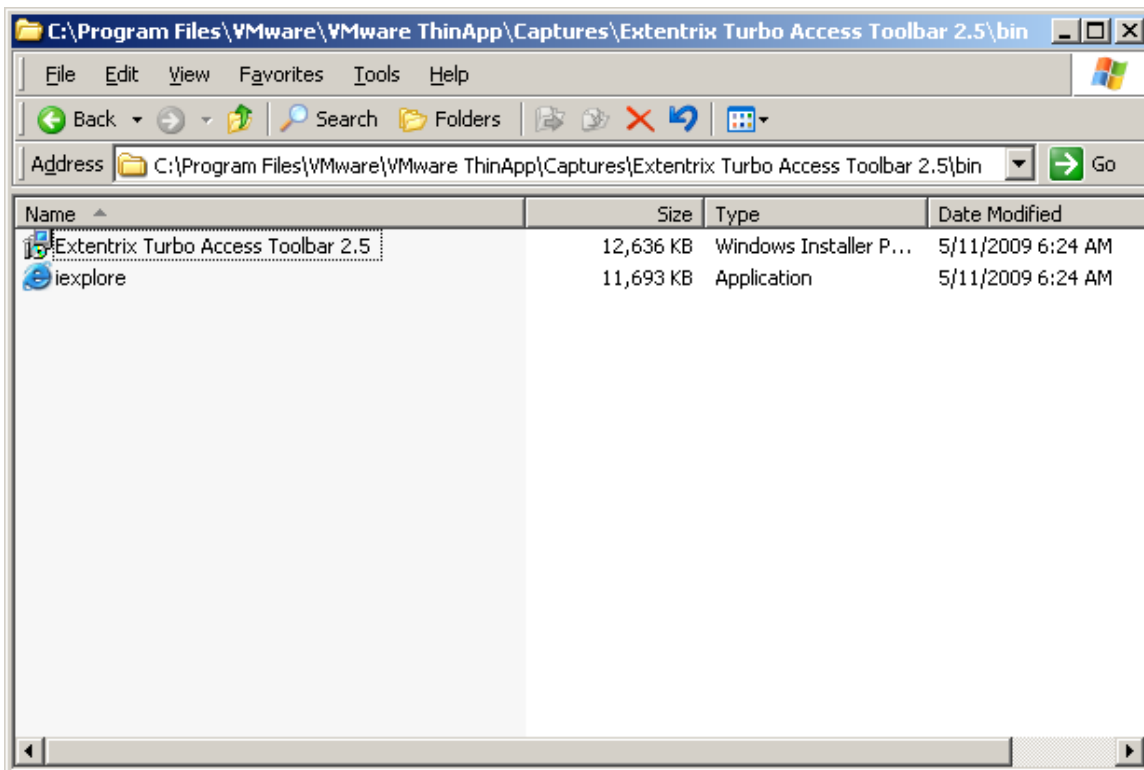 C:\Program Files\VMware\VMware ThinApp\Captures\Extentrix Turbo Access Toolbar 2.5\bin
File Edit View Favorites Tools Help
Back Search Folders
Address C:\Program Files\VMware\VMware ThinApp\Captures\Extentrix Turbo Access Toolbar 2.5\bin Go
Name Size Type Date Modified
Extentrix Turbo Access Toolbar 2.5 12,636 KB Windows Installer P... 5/11/2009 6:24 AM
iexplore 11,693 KB Application 5/11/2009 6:24 AM